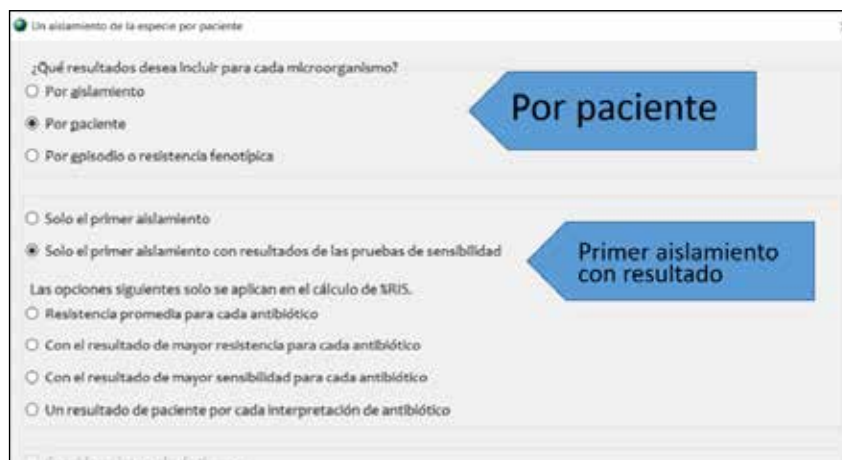 Un aislamiento de la especie por paciente
¿Qué resultados desea incluir para cada microorganismo?
Por aislamiento
Por paciente
Por episodio o resistencia fenotípica
Por paciente
Solo el primer aislamiento
Solo el primer aislamiento con resultados de las pruebas de sensibilidad
Primer aislamiento
con resultado
Las opciones siguientes solo se aplican en el cálculo de %RIS.
Resistencia promedia para cada antibiótico
Con el resultado de mayor resistencia para cada antibiótico
Con el resultado de mayor sensibilidad para cada antibiótico
Un resultado de paciente por cada interpretación de antibiótico